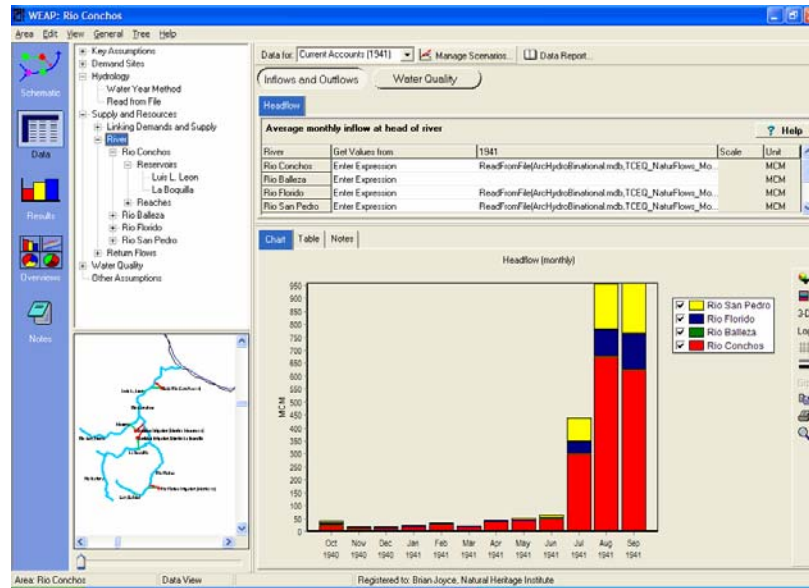 WEAP: Rio Conchos
Area Edit View General Tree Help
Schematic
Data
Results
Overviews
Notes
Key Assumptions
Demand Sites
Hydrology
Water Year Method
Read from File
Supply and Resources
Linking Demands and Supply
River
Rio Conchos
Reservoirs
Luis L. Leon
La Boquilla
Reaches
Rio Balleza
Rio Florido
Rio San Pedro
Return Flows
Water Quality
Other Assumptions
Data for: Current Accounts (1941) Manage Scenarios... Data Report...
Inflows and Outflows Water Quality
Headflow
Average monthly inflow at head of river ? Help
River Get Values from 1941 Scale Unit
Rio Conchos Enter Expression ReadFromFile(ArcHydroBinational.mdb,TCEQ_NaturFlows_Mo... MCM
Rio Balleza Enter Expression MCM
Rio Florido Enter Expression ReadFromFile(ArcHydroBinational.mdb,TCEQ_NaturFlows_Mo... MCM
Rio San Pedro Enter Expression ReadFromFile(ArcHydroBinational.mdb,TCEQ_NaturFlows_Mo... MCM
Chart Table Notes
Headflow (monthly)
MCM
950
900
850
800
750
700
650
600
550
500
450
400
350
300
250
200
150
100
50
0
Oct 1940
Nov 1940
Dec 1940
Jan 1941
Feb 1941
Mar 1941
Apr 1941
May 1941
Jun 1941
Jul 1941
Aug 1941
Sep 1941
Rio San Pedro
Rio Florido
Rio Balleza
Rio Conchos
3-D
Log
Luis L. Leon
Area: Rio Conchos Data View Registered to: Brian Joyce, Natural Heritage Institute